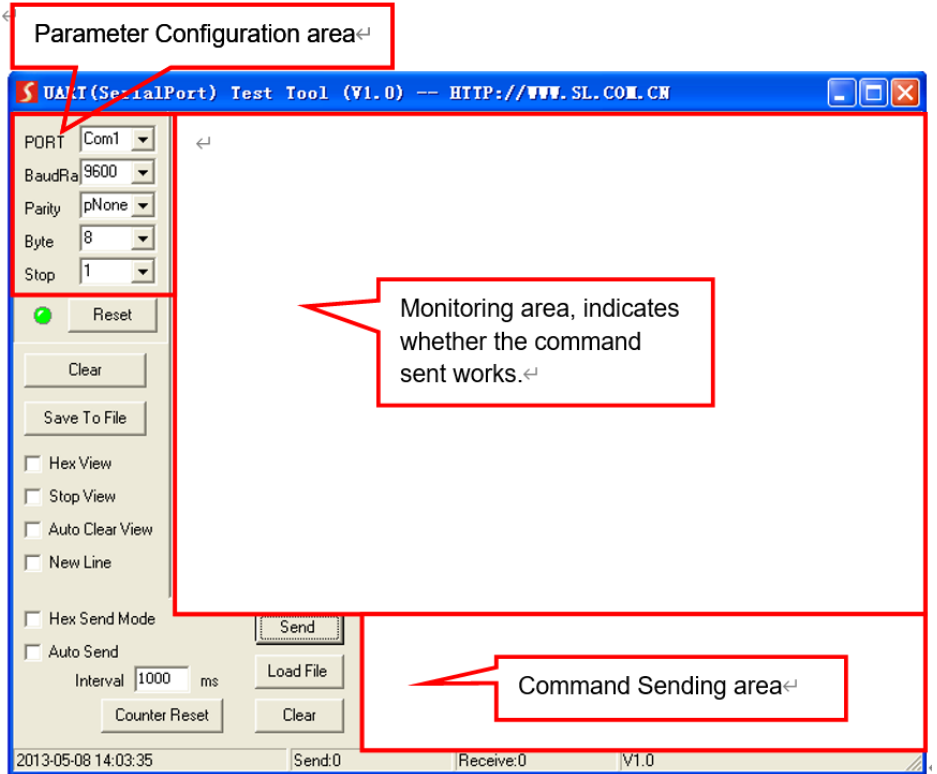 Parameter Configuration area
UART(SerialPort) Test Tool (V1.0) -- HTTP://WWW.SL.COM.CN
PORT Com1
BaudRa 9600
Parity pNone
Byte 8
Stop 1
Reset
Clear
Save To File
Hex View
Stop View
Auto Clear View
New Line
Monitoring area, indicates
whether the command
sent works.
Hex Send Mode
Send
Auto Send
Interval 1000 ms
Load File
Counter Reset
Clear
Command Sending area
2013-05-08 14:03:35 Send:0 Receive:0 V1.0